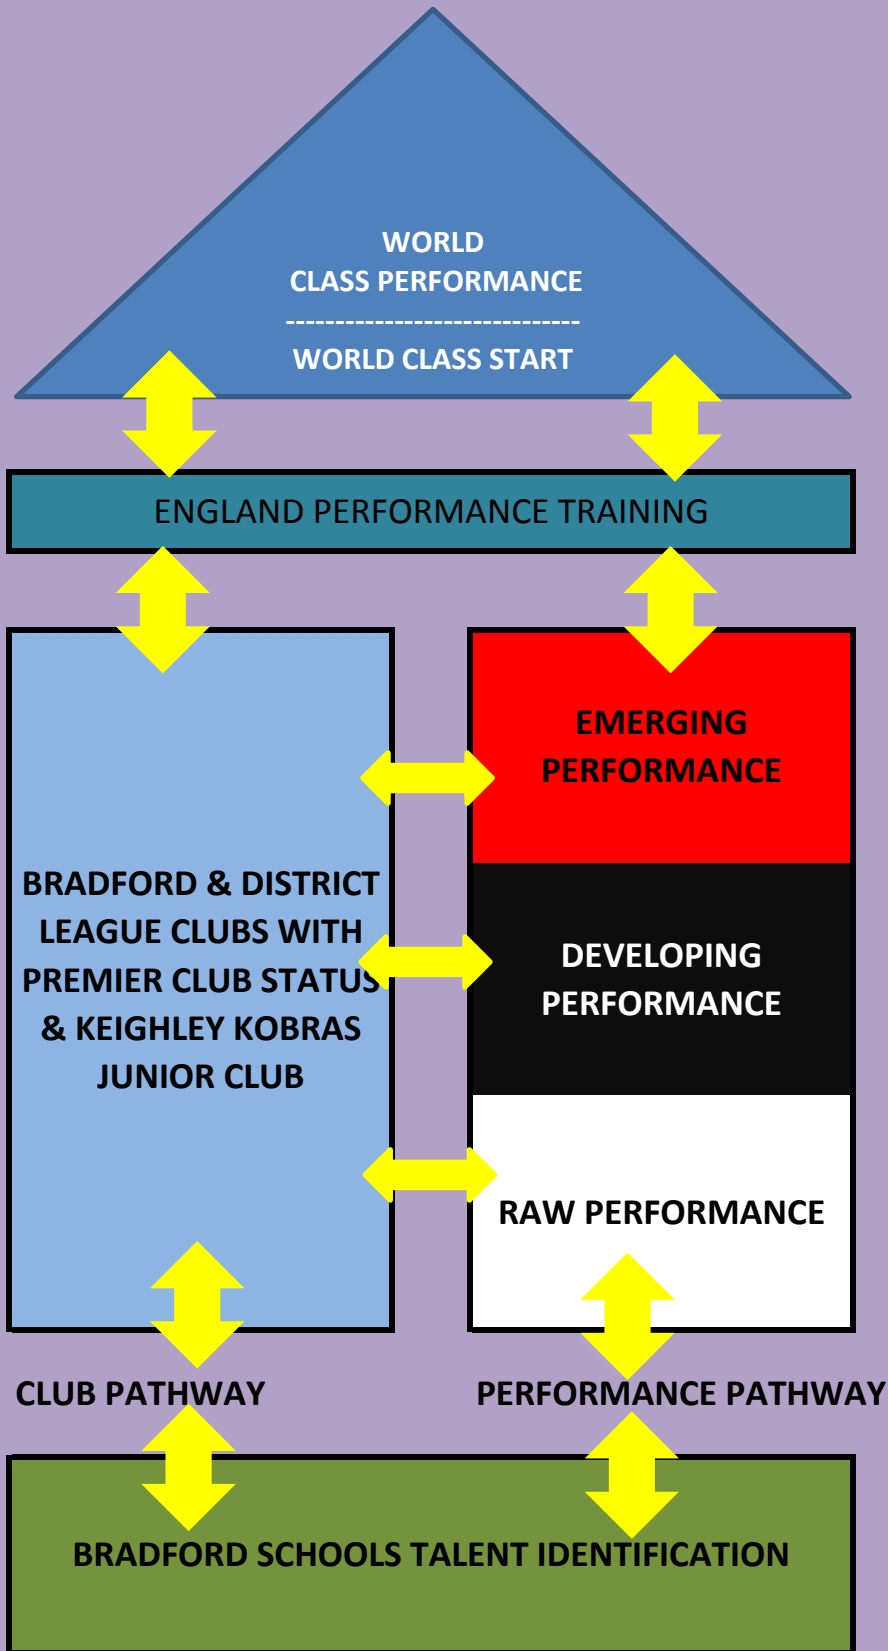 WORLD
CLASS PERFORMANCE
------------------------------
WORLD CLASS START
ENGLAND PERFORMANCE TRAINING
BRADFORD & DISTRICT
LEAGUE CLUBS WITH
PREMIER CLUB STATUS
& KEIGHLEY KOBRAS
JUNIOR CLUB
EMERGING
PERFORMANCE
DEVELOPING
PERFORMANCE
RAW PERFORMANCE
CLUB PATHWAY
PERFORMANCE PATHWAY
BRADFORD SCHOOLS TALENT IDENTIFICATION